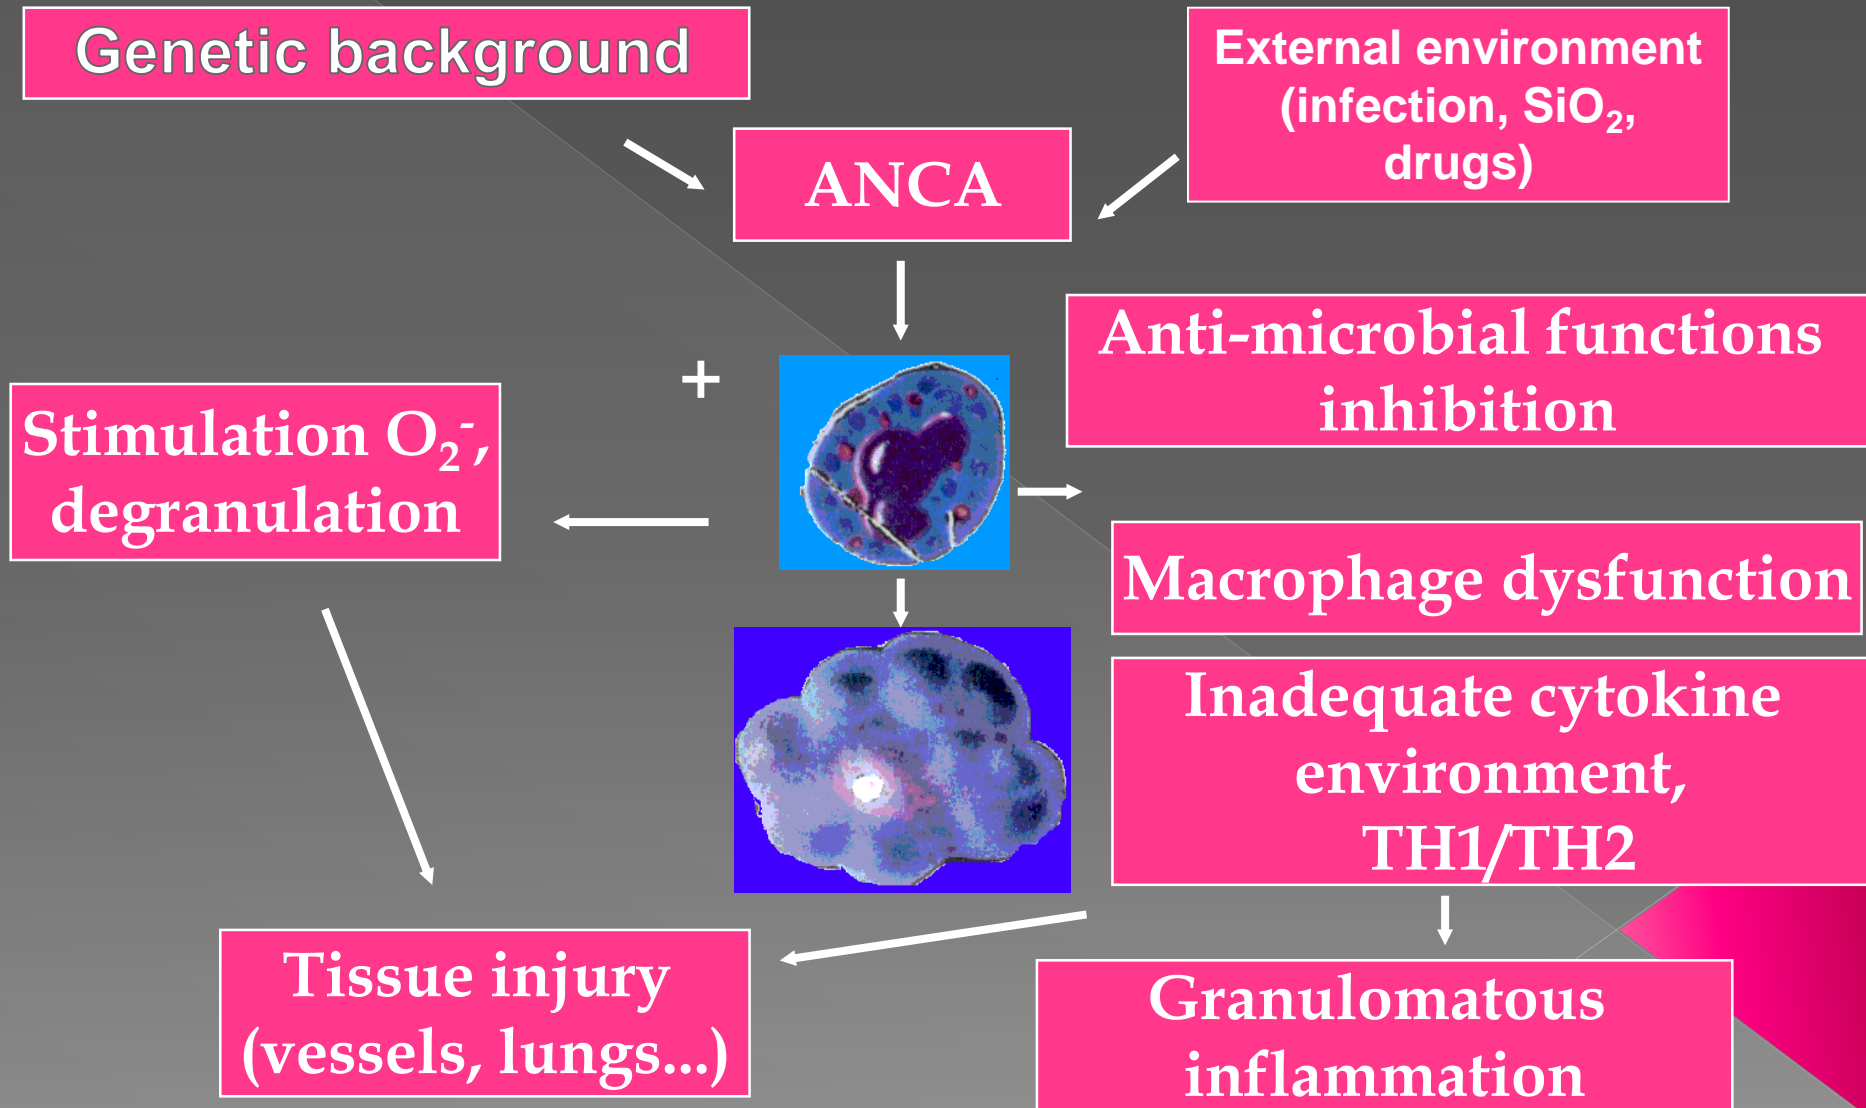 Genetic background
External environment
(infection, SiO₂,
drugs)
ANCA
Anti-microbial functions
inhibition
+
Stimulation O₂⁻,
degranulation
Macrophage dysfunction
Inadequate cytokine
environment,
TH1/TH2
Tissue injury
(vessels, lungs...)
Granulomatous
inflammation